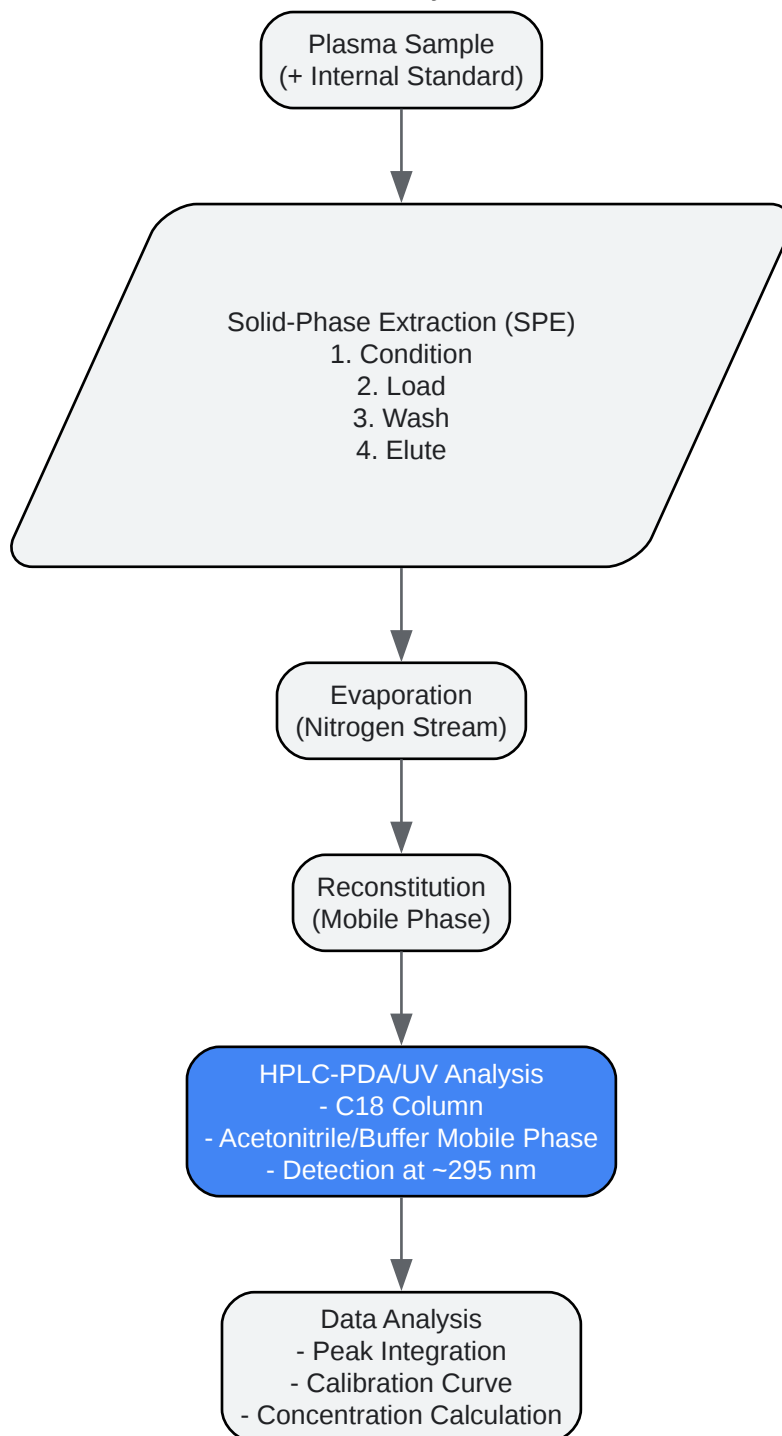 Plasma Sample
(+ Internal Standard)
Solid-Phase Extraction (SPE)
1. Condition
2. Load
3. Wash
4. Elute
Evaporation
(Nitrogen Stream)
Reconstitution
(Mobile Phase)
HPLC-PDA/UV Analysis
- C18 Column
- Acetonitrile/Buffer Mobile Phase
- Detection at ~295 nm
Data Analysis
- Peak Integration
- Calibration Curve
- Concentration Calculation